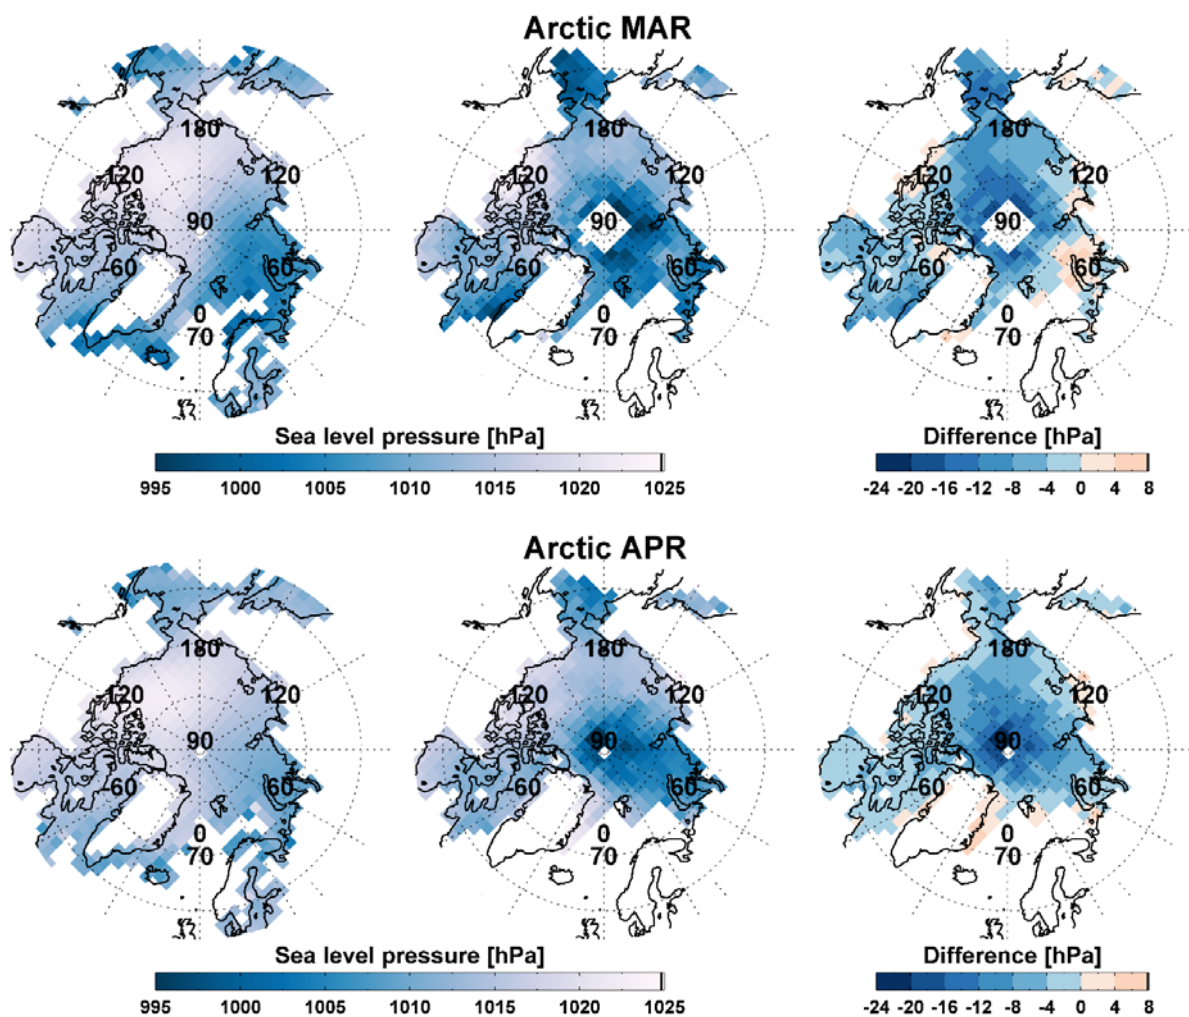 Arctic MAR
180 180 180
-120 120 -120 120 -120 120
90 90 90
-60 60 -60 60 -60 60
0 0 0
70 70 70
Sea level pressure [hPa] Difference [hPa]
995 1000 1005 1010 1015 1020 1025 -24 -20 -16 -12 -8 -4 0 4 8
Arctic APR
180 180 180
-120 120 -120 120 -120 120
90 90 90
-60 60 -60 60 -60 60
0 0 0
70 70 70
Sea level pressure [hPa] Difference [hPa]
995 1000 1005 1010 1015 1020 1025 -24 -20 -16 -12 -8 -4 0 4 8